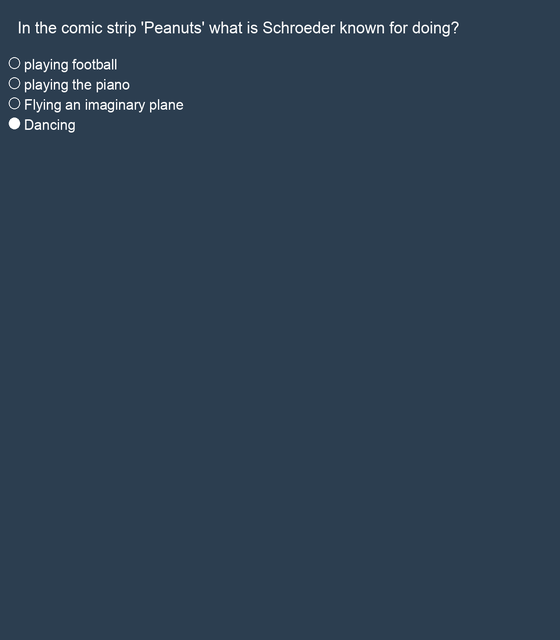 In the comic strip 'Peanuts' what is Schroeder known for doing?
playing football
playing the piano
Flying an imaginary plane
Dancing